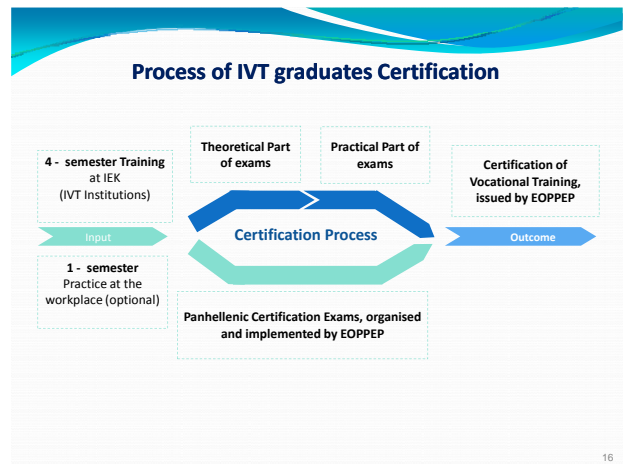 Process of IVT graduates Certification
4 - semester Training
at IEK
(IVT Institutions)
Input
1 - semester
Practice at the
workplace (optional)
Theoretical Part
of exams
Practical Part of
exams
Certification Process
Panhellenic Certification Exams, organised
and implemented by EOPPEP
Certification of
Vocational Training,
issued by EOPPEP
Outcome
16